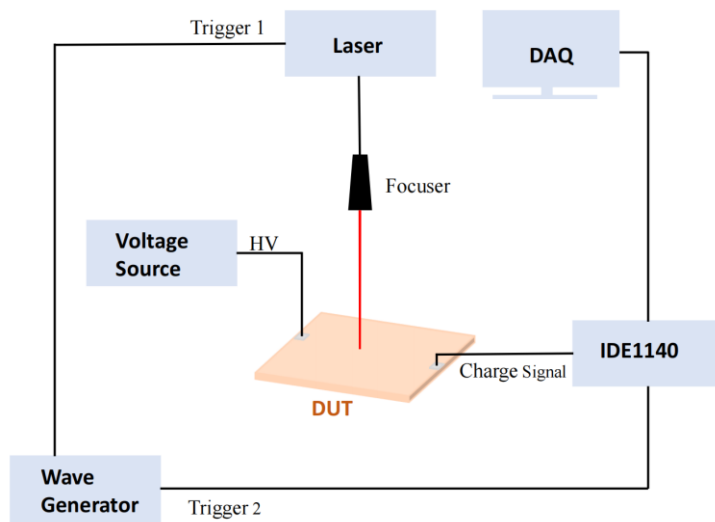 Trigger 1
Laser
DAQ
Focuser
Voltage
Source
HV
IDE1140
Charge Signal
DUT
Wave
Generator
Trigger 2